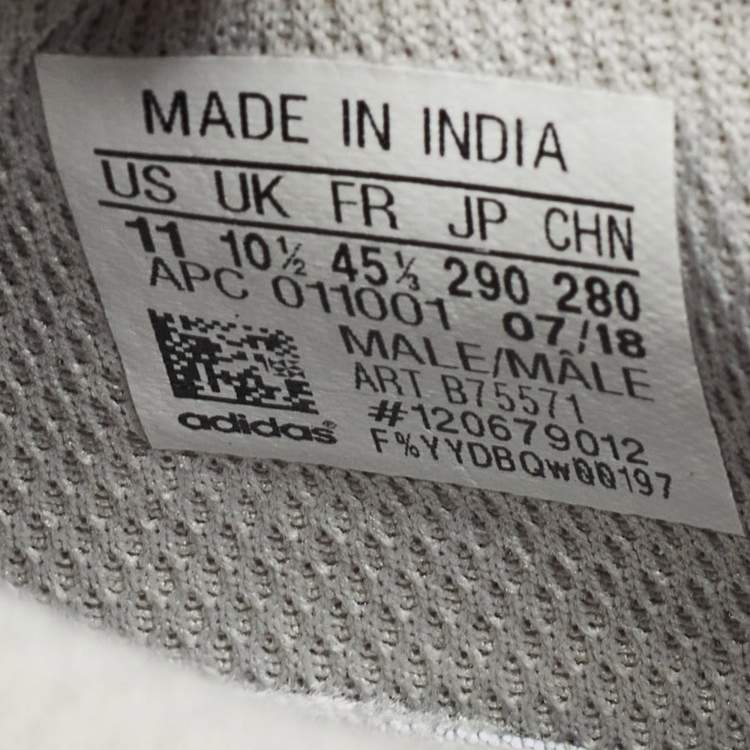 MADE IN INDIA
US UK FR JP CHN
11 10½ 45⅓ 290 280
APC 011001 07/18
MALE/MÂLE
ART B75571
#120679012
adidas® F%YYDBQw00197